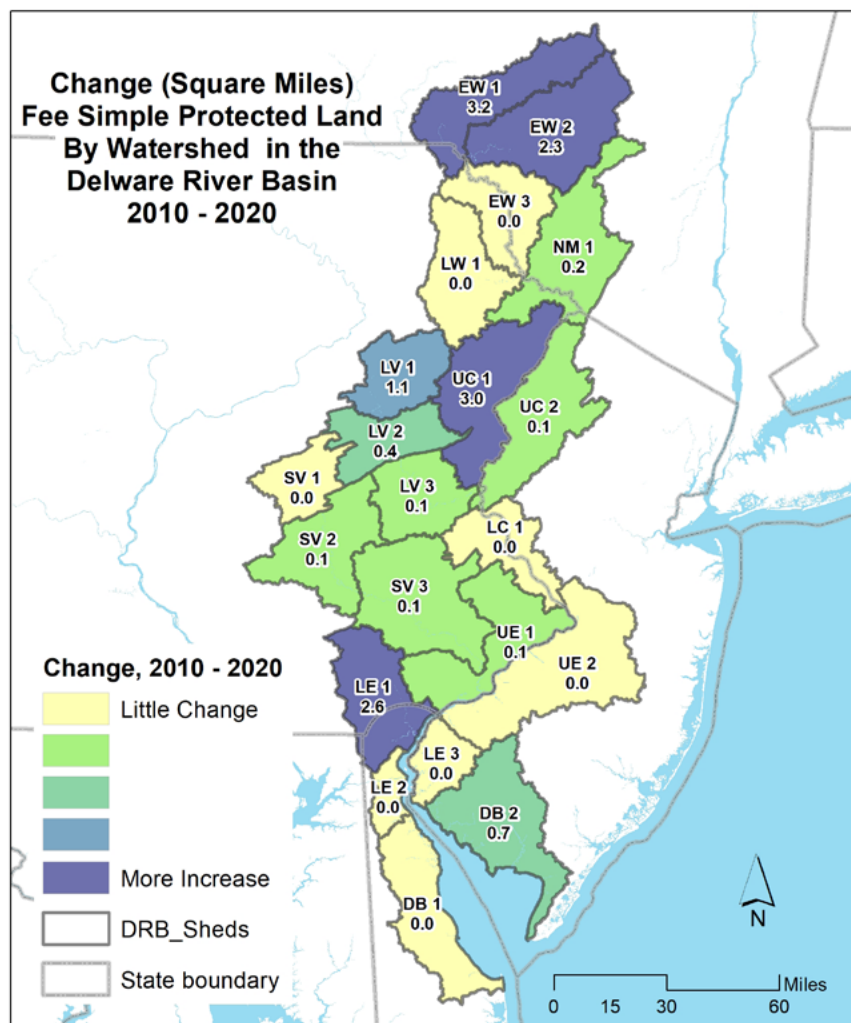 Change (Square Miles)
Fee Simple Protected Land
By Watershed in the
Delware River Basin
2010 - 2020
EW 1
3.2
EW 2
2.3
EW 3
0.0
NM 1
0.2
LW 1
0.0
LV 1
1.1
UC 1
3.0
UC 2
0.1
LV 2
0.4
SV 1
0.0
LV 3
0.1
LC 1
0.0
SV 2
0.1
SV 3
0.1
UE 1
0.1
UE 2
0.0
LE 1
2.6
LE 3
0.0
LE 2
0.0
DB 2
0.7
DB 1
0.0
Change, 2010 - 2020
Little Change
More Increase
DRB_Sheds
State boundary
N
Miles
0 15 30 60